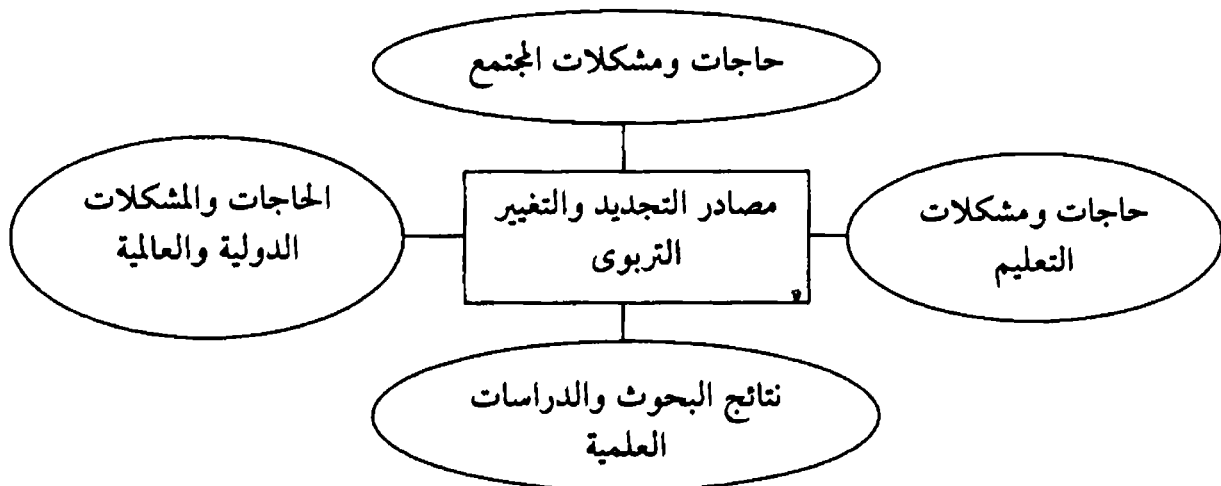 حاجات ومشكلات المجتمع
مصادر التجديد والتغيير
التربوى
حاجات ومشكلات
التعليم
الحاجات والمشكلات
الدولية والعالمية
نتائج البحوث والدراسات
العلمية